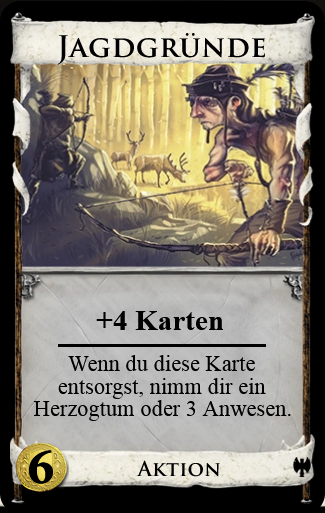 JAGDGRÜNDE
+4 Karten
Wenn du diese Karte
entsorgst, nimm dir ein
Herzogtum oder 3 Anwesen.
6
AKTION